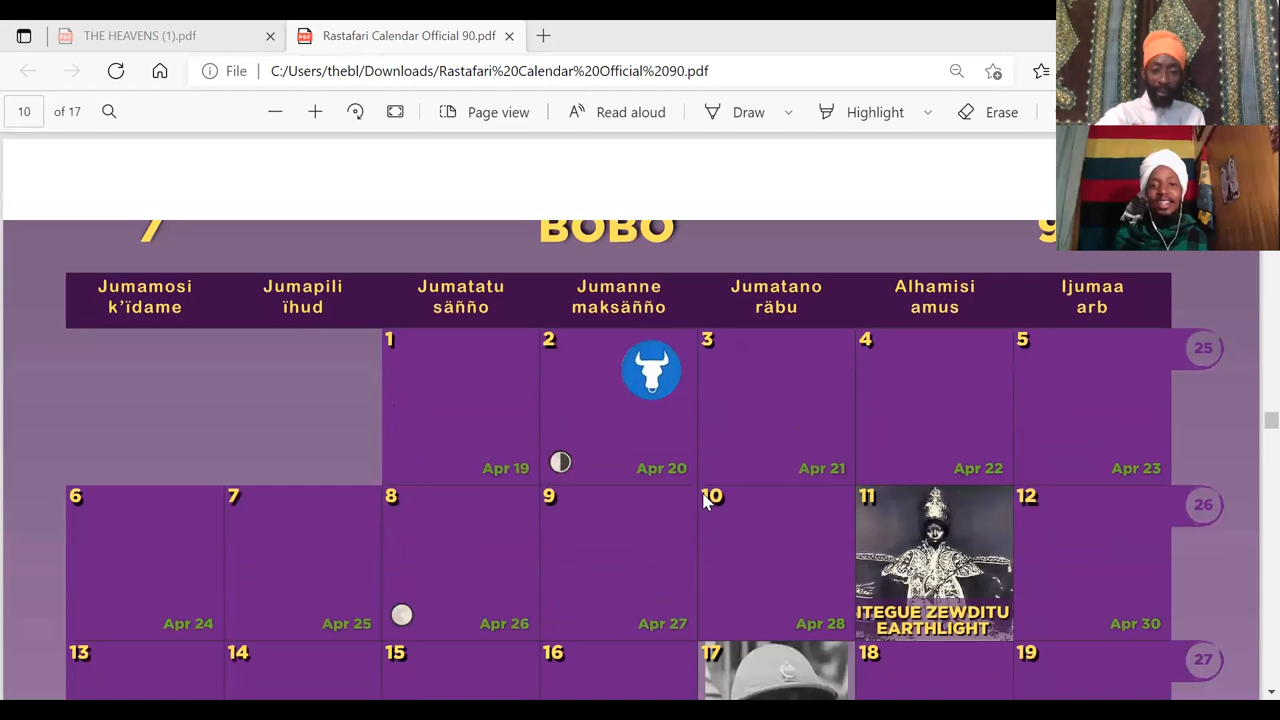 THE HEAVENS (1).pdf
Rastafari Calendar Official 90.pdf
File
C:/Users/thebl/Downloads/Rastafari%20Calendar%20Official%2090.pdf
10 of 17
Page view
Read aloud
Draw
Highlight
Erase
7 BOBO 9
Jumamosi Jumapili Jumatatu Jumanne Jumatano Alhamisi Ijumaa
k'ïdame ïhud säñño maksäñño räbu amus arb
1 2 3 4 5 25
Apr 19 Apr 20 Apr 21 Apr 22 Apr 23
6 7 8 9 10 11 12 26
ITEGUE ZEWDITU
EARTHLIGHT
Apr 24 Apr 25 Apr 26 Apr 27 Apr 28 Apr 30
13 14 15 16 17 18 19 27